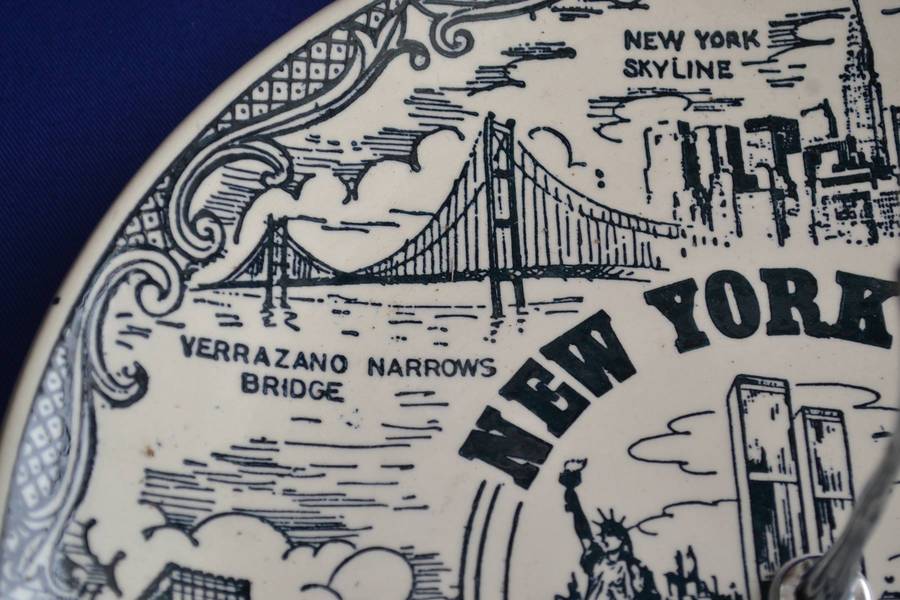 NEW YORK
SKYLINE
VERRAZANO NARROWS
BRIDGE
NEW YORK